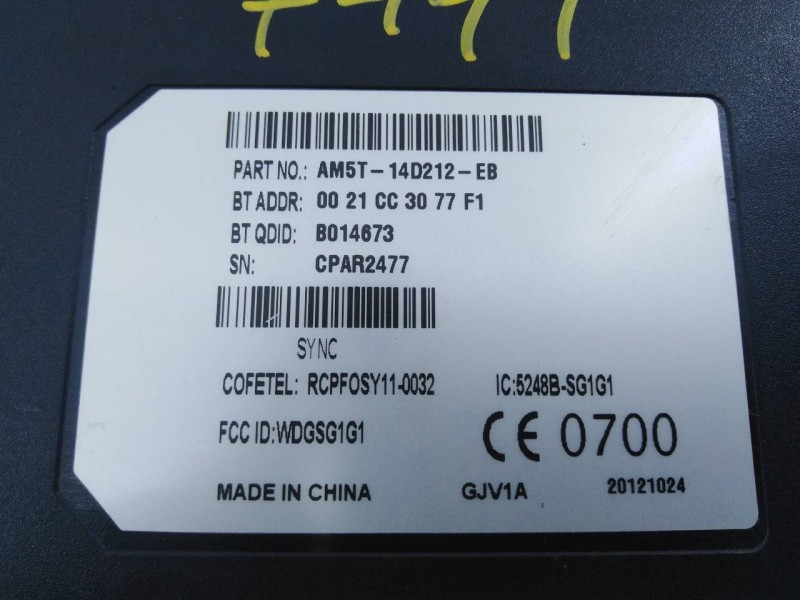 PART NO.: AM5T-14D212-EB
BT ADDR: 00 21 CC 30 77 F1
BT QDID: B014673
SN: CPAR2477
SYNC
COFETEL: RCPFOSY11-0032 IC:5248B-SG1G1
FCC ID:WDGSG1G1 CE 0700
MADE IN CHINA GJV1A 20121024